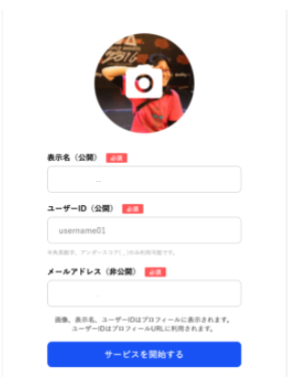 2016
表示名（公開） 必須
ユーザーID（公開） 必須
username01
半角英数字、アンダースコア(_)のみ利用可能です。
メールアドレス（非公開） 必須
画像、表示名、ユーザーIDはプロフィールに表示されます。
ユーザーIDはプロフィールURLに利用されます。
サービスを開始する